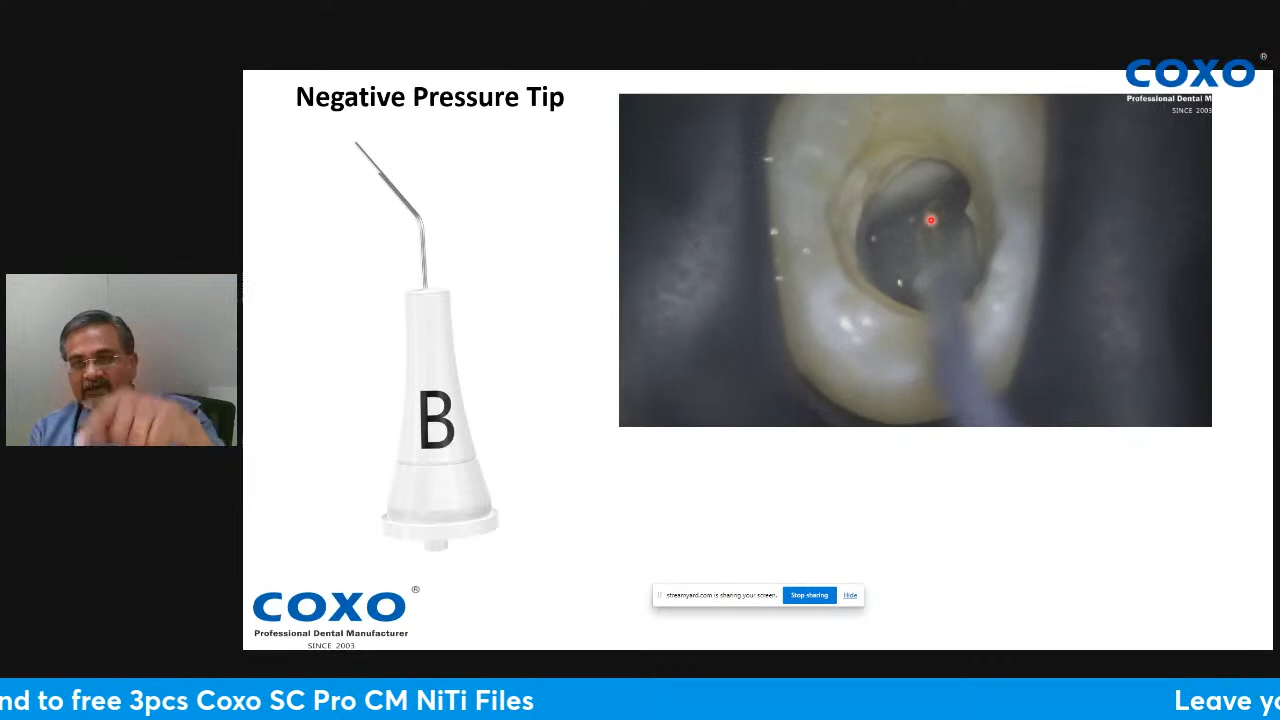 Negative Pressure Tip
coxo®
Professional Dental M
SINCE 2003
B
coxo®
Professional Dental Manufacturer
SINCE 2003
streamyard.com is sharing your screen.
Stop sharing
Hide
nd to free 3pcs Coxo SC Pro CM NiTi Files
Leave yo